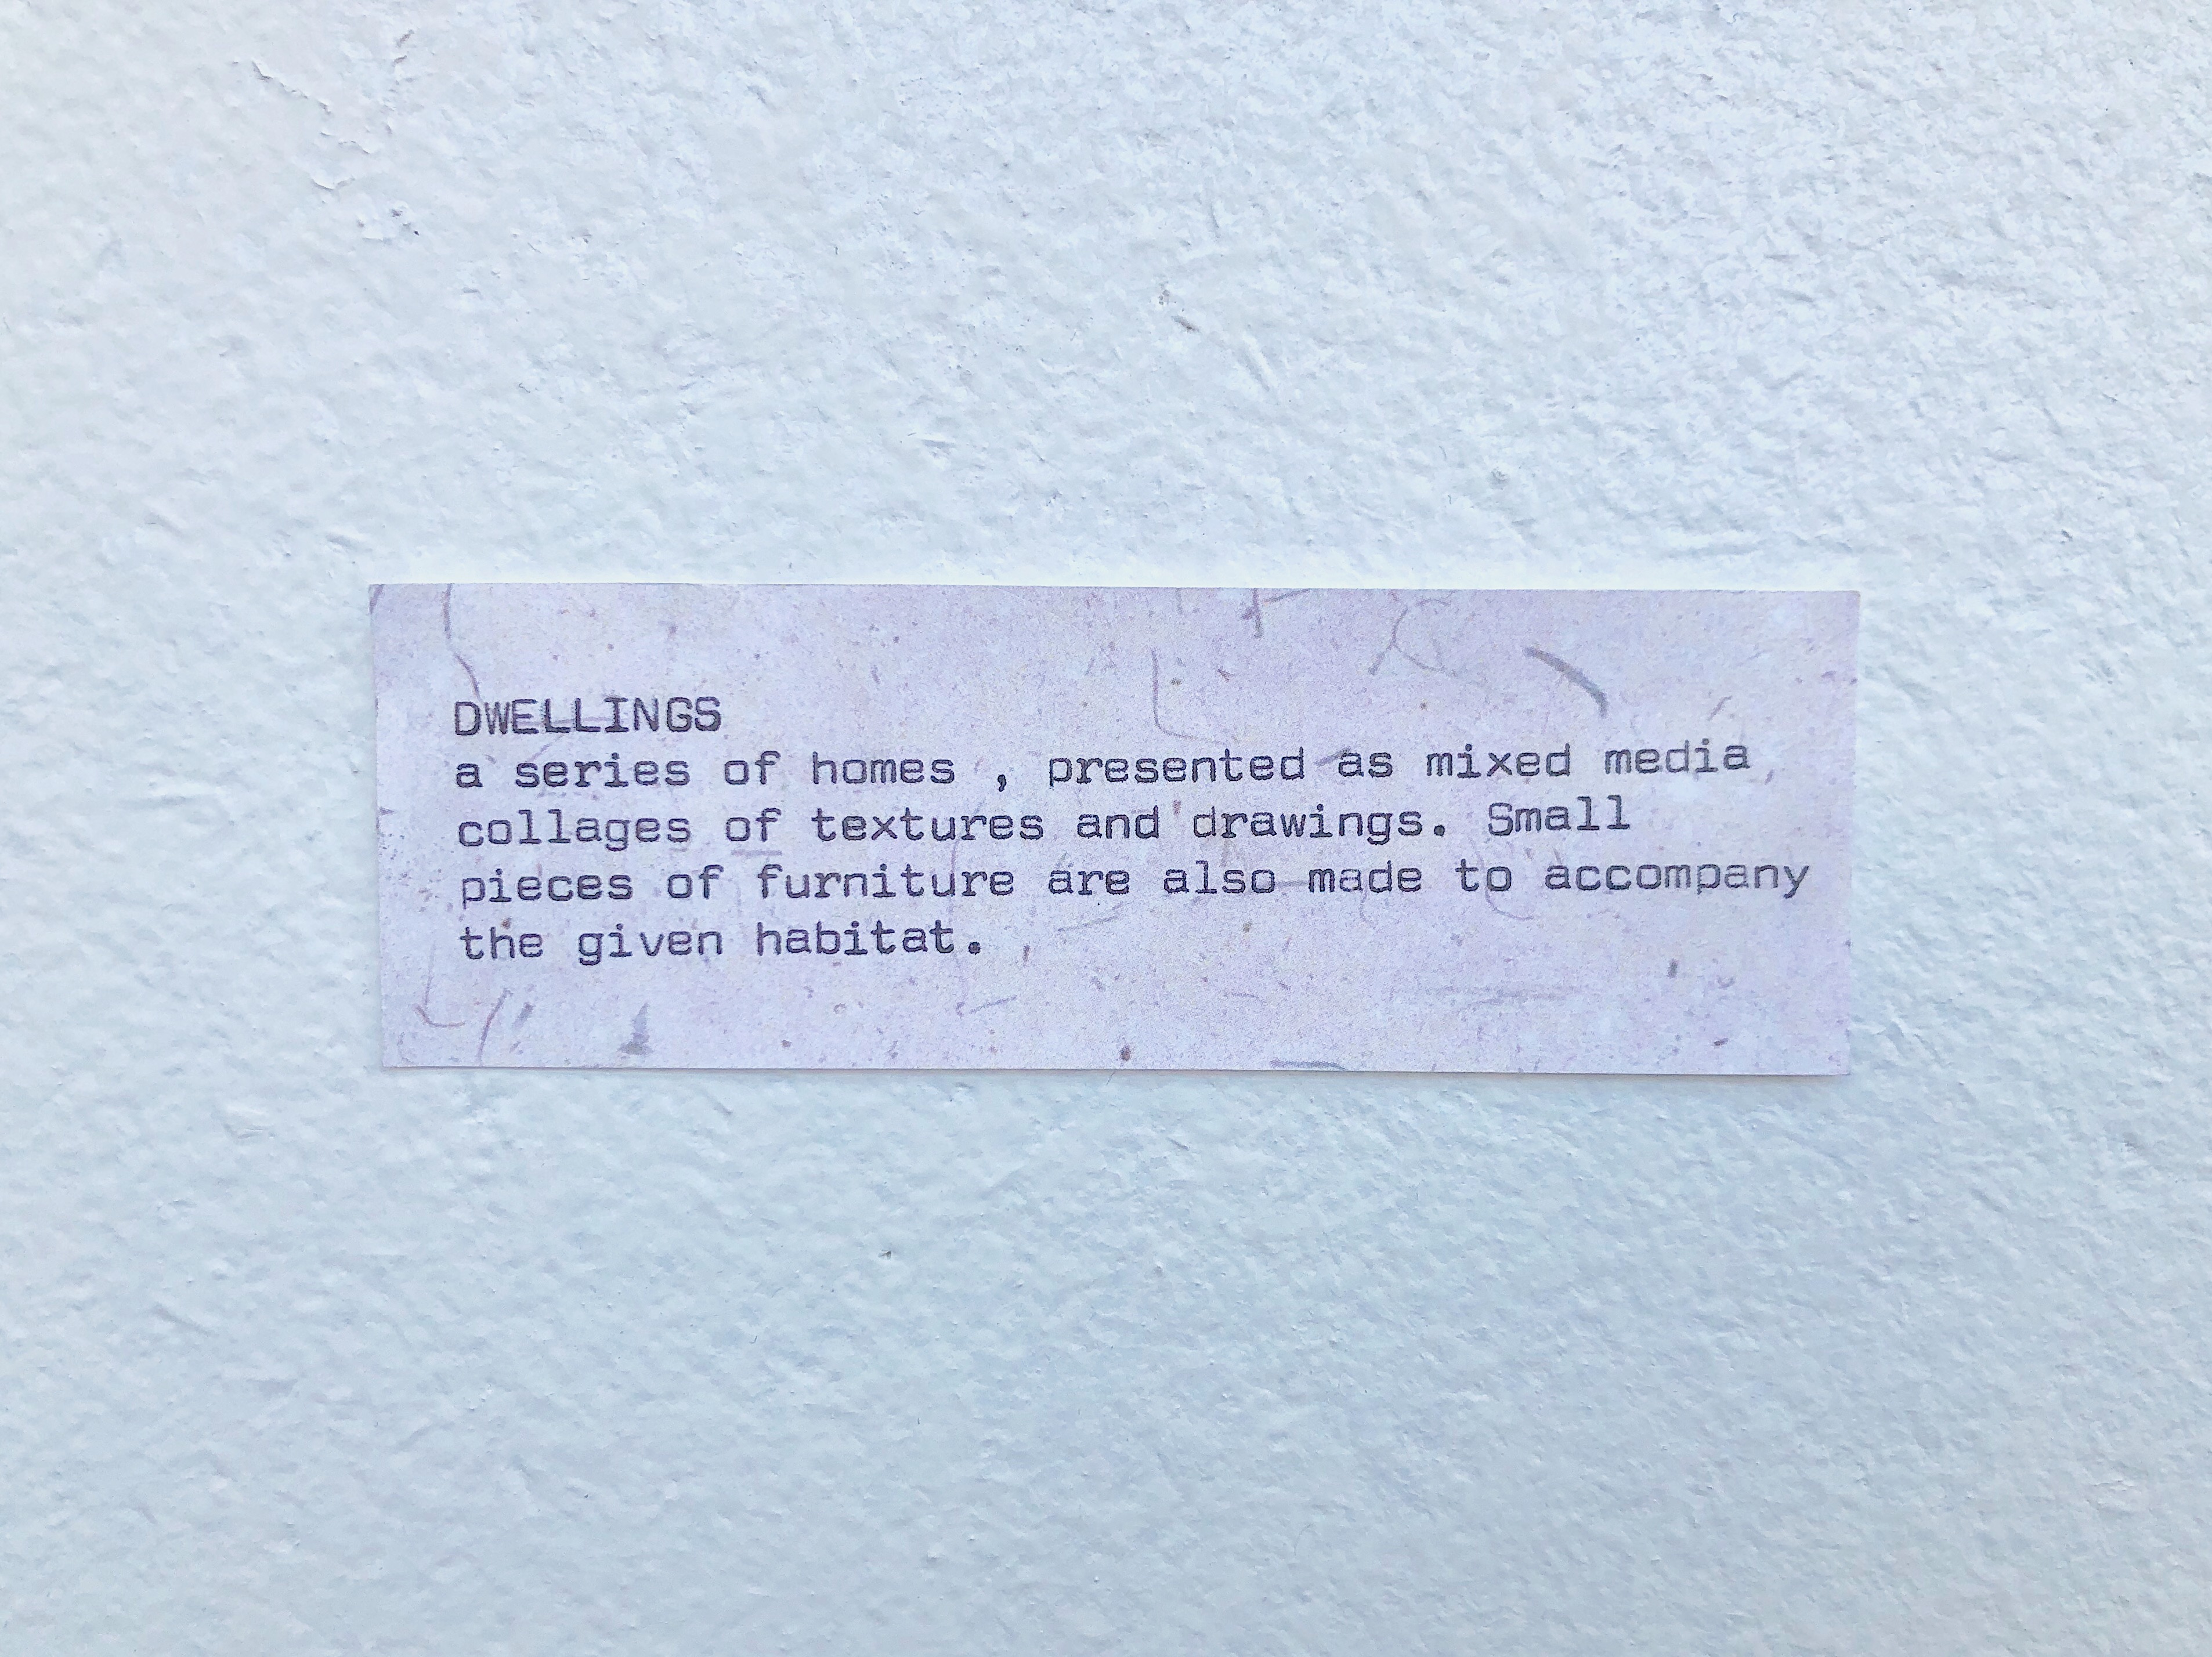 DWELLINGS
a series of homes , presented as mixed media
collages of textures and drawings. Small
pieces of furniture are also made to accompany
the given habitat.